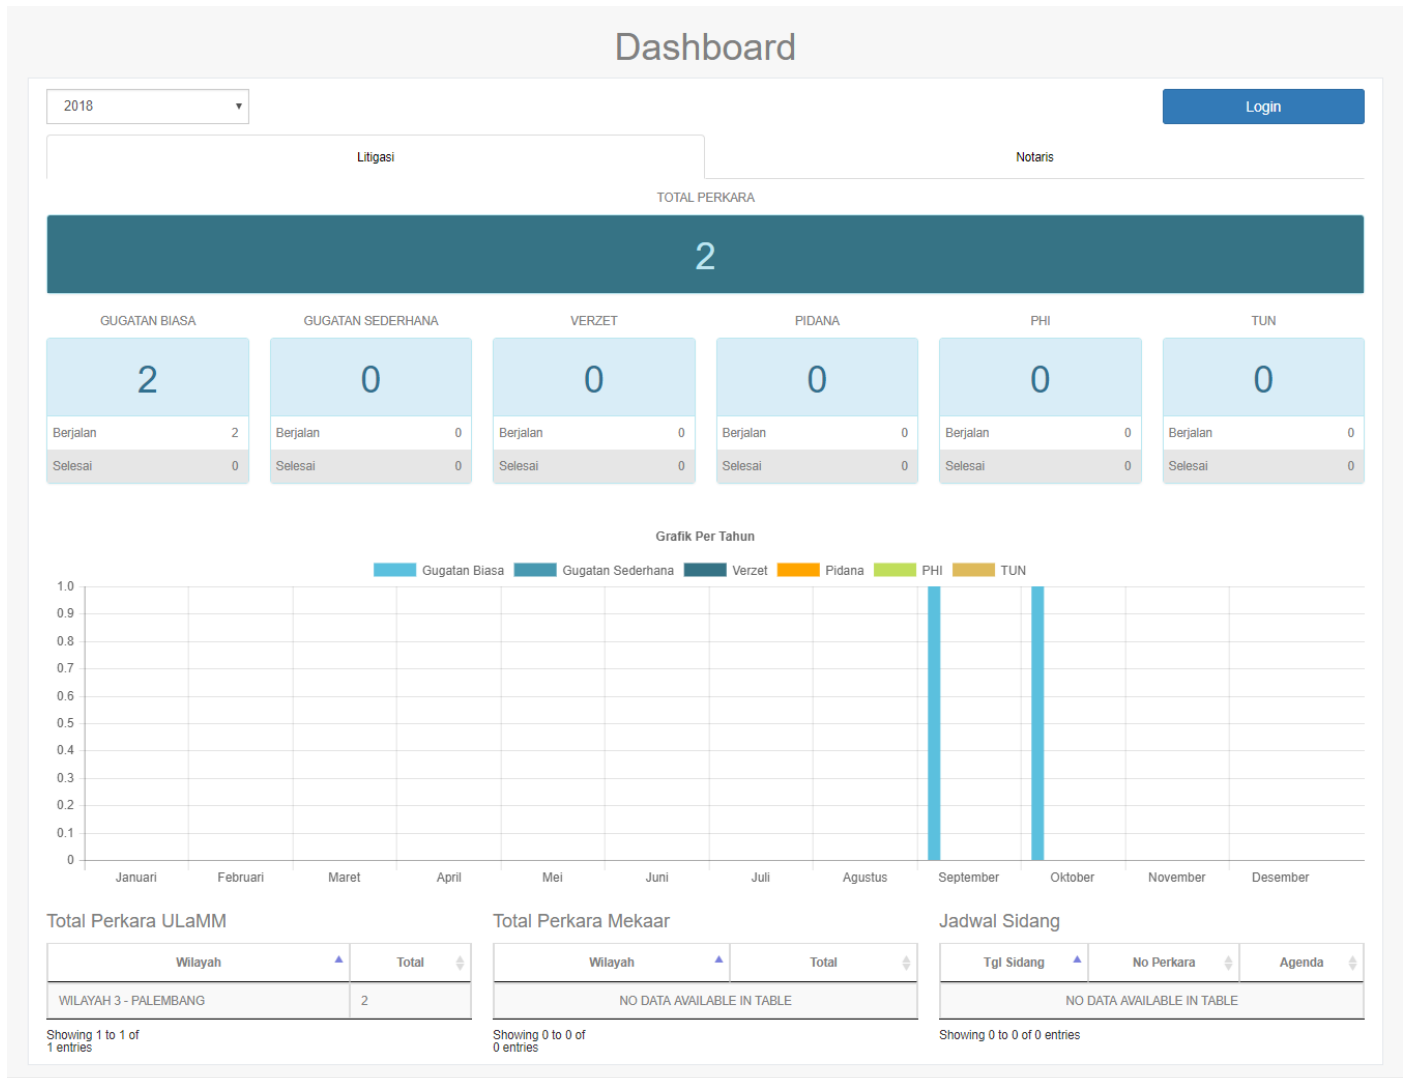 Dashboard
2018
Login
Litigasi
Notaris
TOTAL PERKARA
2
GUGATAN BIASA
GUGATAN SEDERHANA
VERZET
PIDANA
PHI
TUN
2
0
0
0
0
0
Berjalan 2
Berjalan 0
Berjalan 0
Berjalan 0
Berjalan 0
Berjalan 0
Selesai 0
Selesai 0
Selesai 0
Selesai 0
Selesai 0
Selesai 0
Grafik Per Tahun
Gugatan Biasa Gugatan Sederhana Verzet Pidana PHI TUN
1.0
0.9
0.8
0.7
0.6
0.5
0.4
0.3
0.2
0.1
0
Januari Februari Maret April Mei Juni Juli Agustus September Oktober November Desember
Total Perkara ULaMM
Wilayah Total
WILAYAH 3 - PALEMBANG 2
Showing 1 to 1 of
1 entries
Total Perkara Mekaar
Wilayah Total
NO DATA AVAILABLE IN TABLE
Showing 0 to 0 of
0 entries
Jadwal Sidang
Tgl Sidang No Perkara Agenda
NO DATA AVAILABLE IN TABLE
Showing 0 to 0 of 0 entries